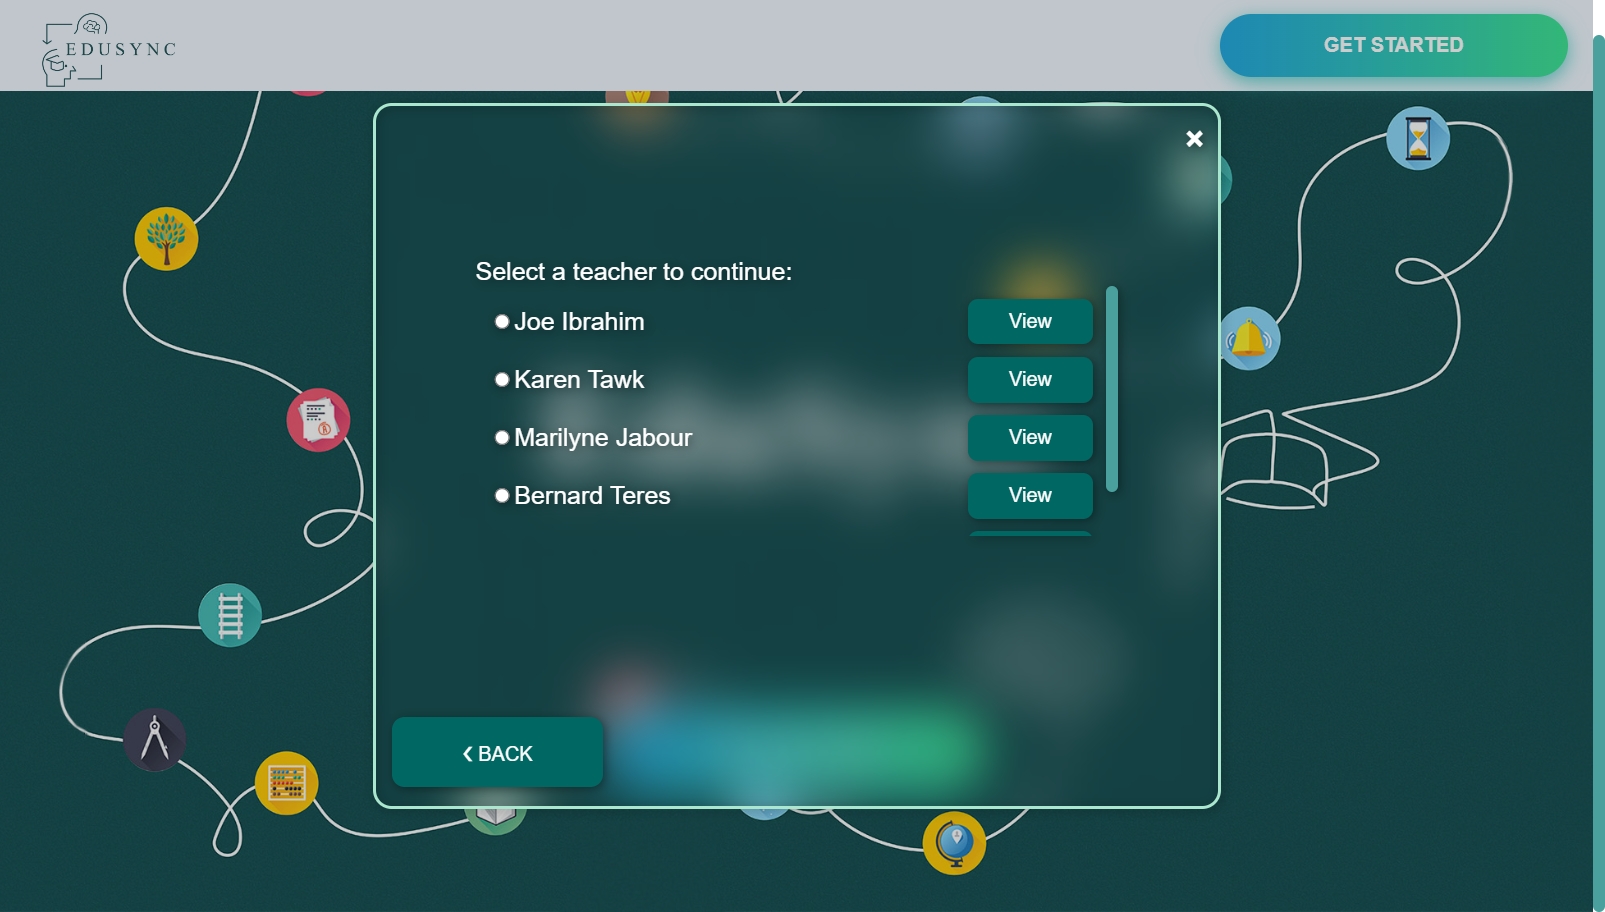 EDUSYNC
GET STARTED
Select a teacher to continue:
Joe Ibrahim View
Karen Tawk View
Marilyne Jabour View
Bernard Teres View
BACK